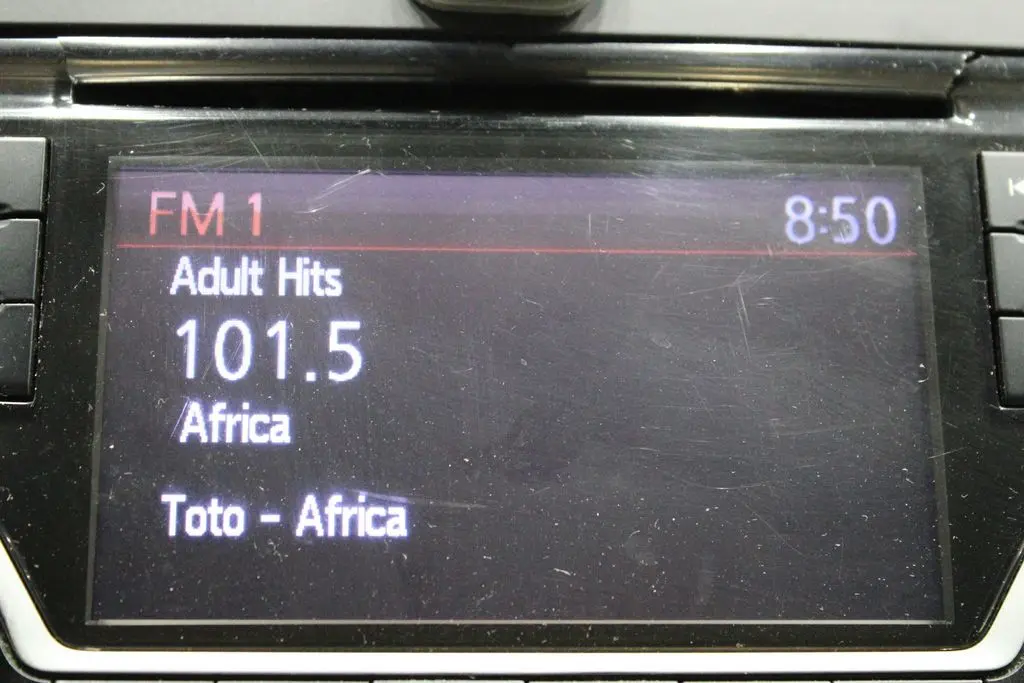 FM 1 8:50
Adult Hits
101.5
Africa
Toto - Africa